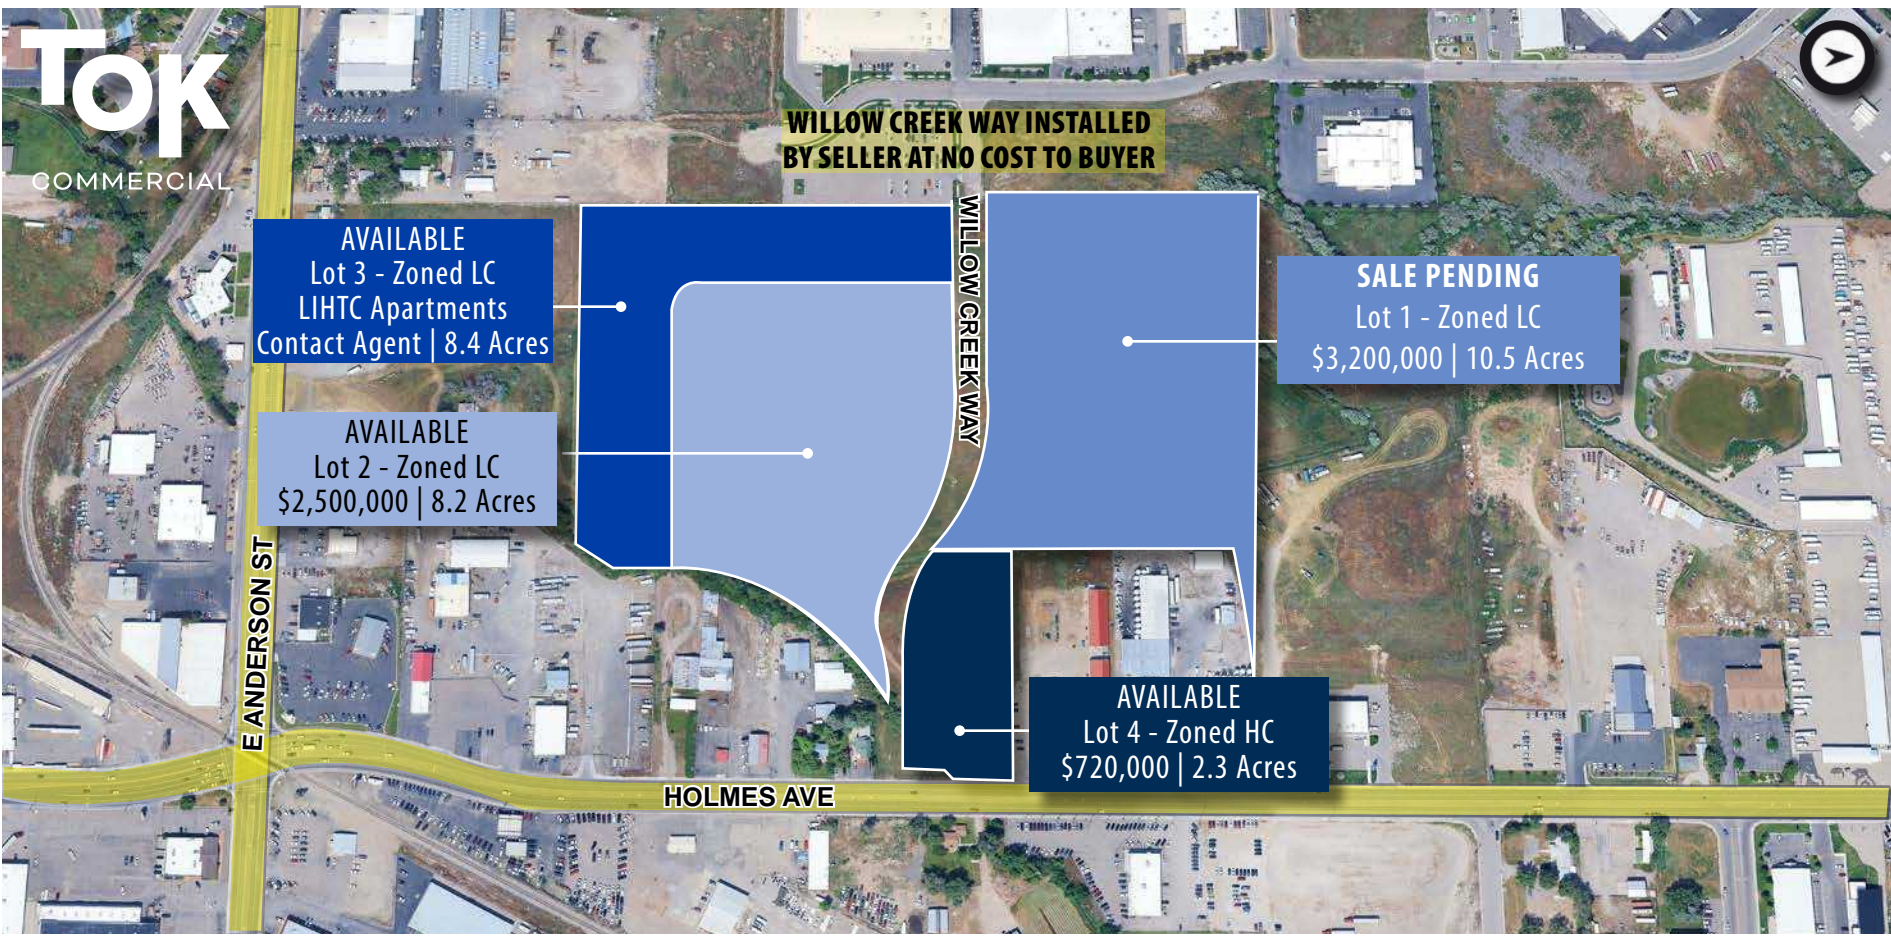 TOK
COMMERCIAL
WILLOW CREEK WAY INSTALLED
BY SELLER AT NO COST TO BUYER
AVAILABLE
Lot 3 - Zoned LC
LIHTC Apartments
Contact Agent | 8.4 Acres
WILLOW CREEK WAY
SALE PENDING
Lot 1 - Zoned LC
$3,200,000 | 10.5 Acres
AVAILABLE
Lot 2 - Zoned LC
$2,500,000 | 8.2 Acres
E ANDERSON ST
AVAILABLE
Lot 4 - Zoned HC
$720,000 | 2.3 Acres
HOLMES AVE